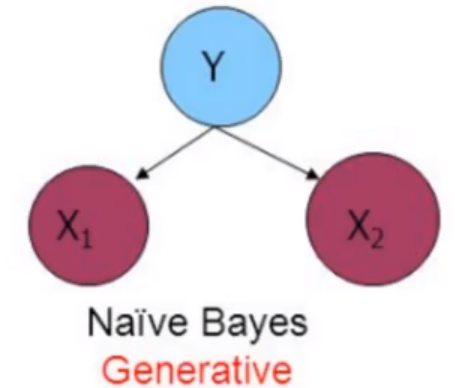 Y
X₁
X₂
Naïve Bayes
Generative